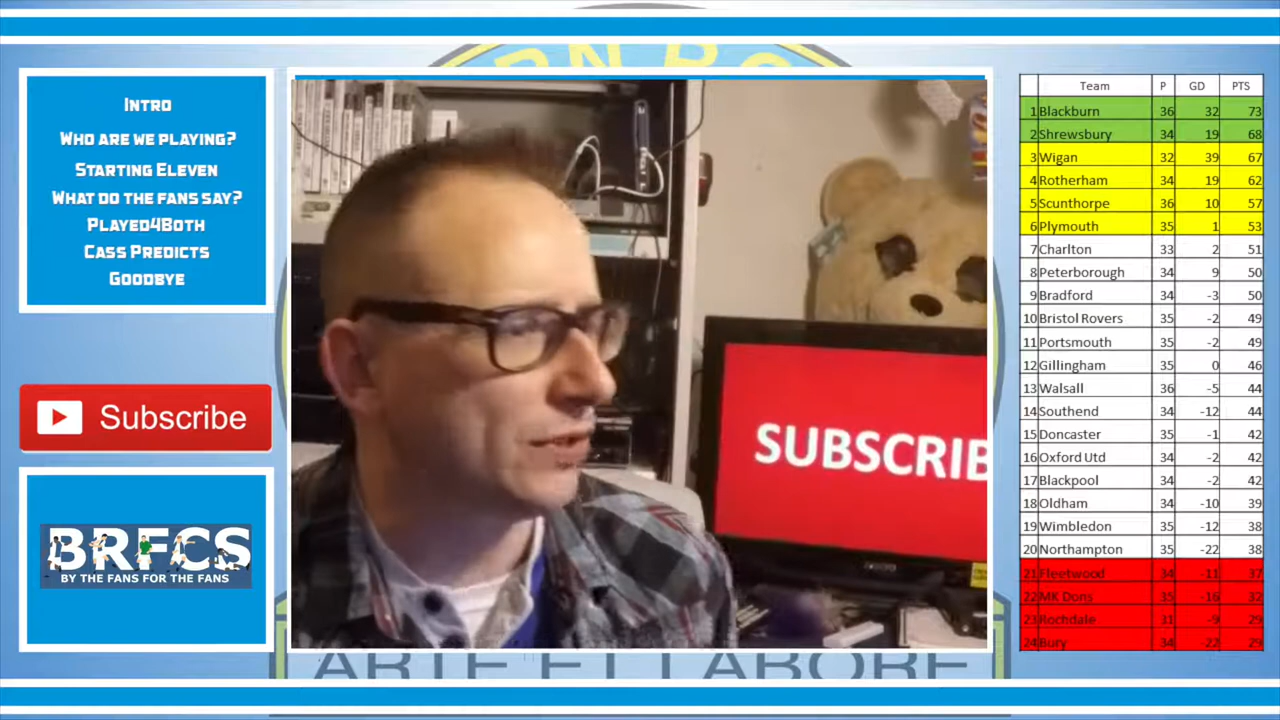 RN RO
Intro
Who are we playing?
Starting Eleven
What do the fans say?
Played4Both
Cass Predicts
Goodbye
Subscribe
BRFCS
BY THE FANS FOR THE FANS
SUBSCRIB
ARTE ET LABORE
Team P GD PTS
1 Blackburn 36 32 73
2 Shrewsbury 34 19 68
3 Wigan 32 39 67
4 Rotherham 34 19 62
5 Scunthorpe 36 10 57
6 Plymouth 35 1 53
7 Charlton 33 2 51
8 Peterborough 34 9 50
9 Bradford 34 -3 50
10 Bristol Rovers 35 -2 49
11 Portsmouth 35 -2 49
12 Gillingham 35 0 46
13 Walsall 36 -5 44
14 Southend 34 -12 44
15 Doncaster 35 -1 42
16 Oxford Utd 34 -2 42
17 Blackpool 34 -2 42
18 Oldham 34 -10 39
19 Wimbledon 35 -12 38
20 Northampton 35 -22 38
21 Fleetwood 34 -11 37
22 MK Dons 35 -16 32
23 Rochdale 31 -9 29
24 Bury 34 -22 29